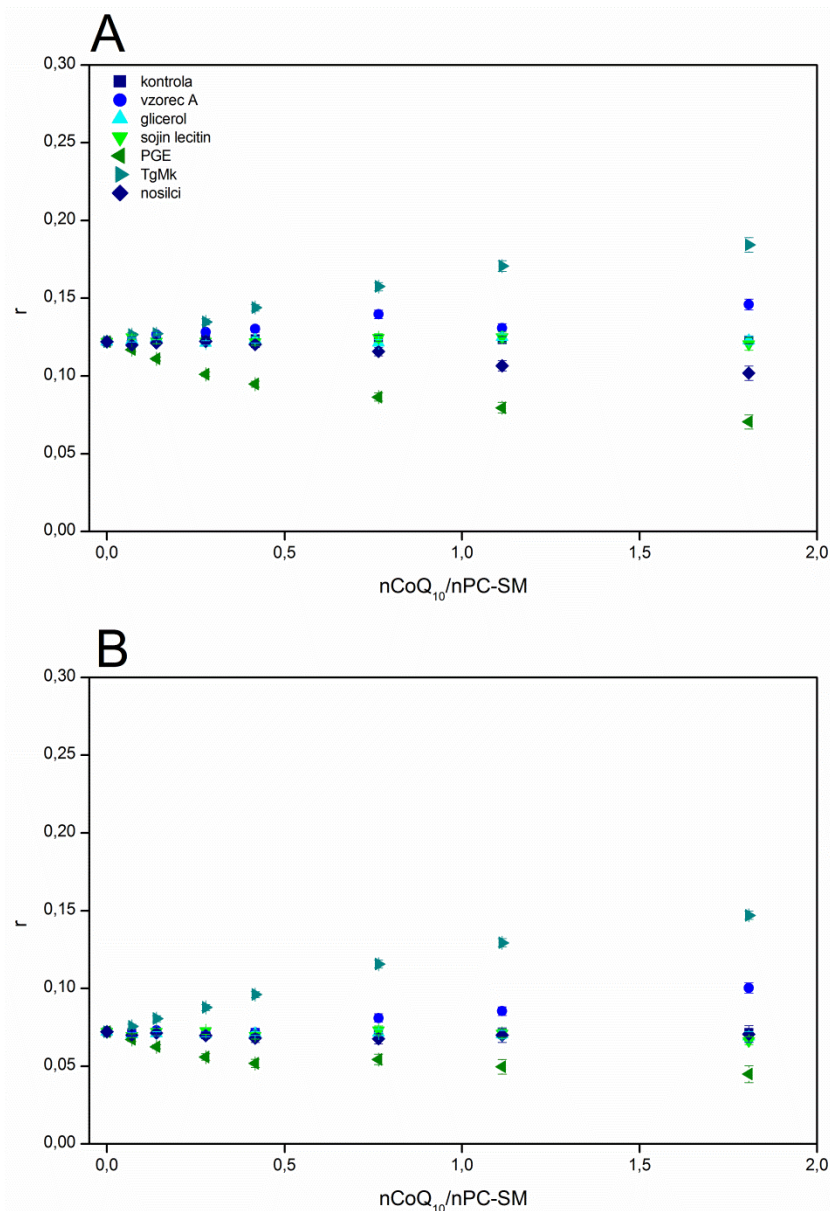 A
0,30
kontrola
vzorec A
glicerol
sojin lecitin
PGE
TgMk
nosilci
0,25
0,20
0,15
r
0,10
0,05
0,00
0,0 0,5 1,0 1,5 2,0
nCoQ₁₀/nPC-SM
B
0,30
0,25
0,20
0,15
r
0,10
0,05
0,00
0,0 0,5 1,0 1,5 2,0
nCoQ₁₀/nPC-SM